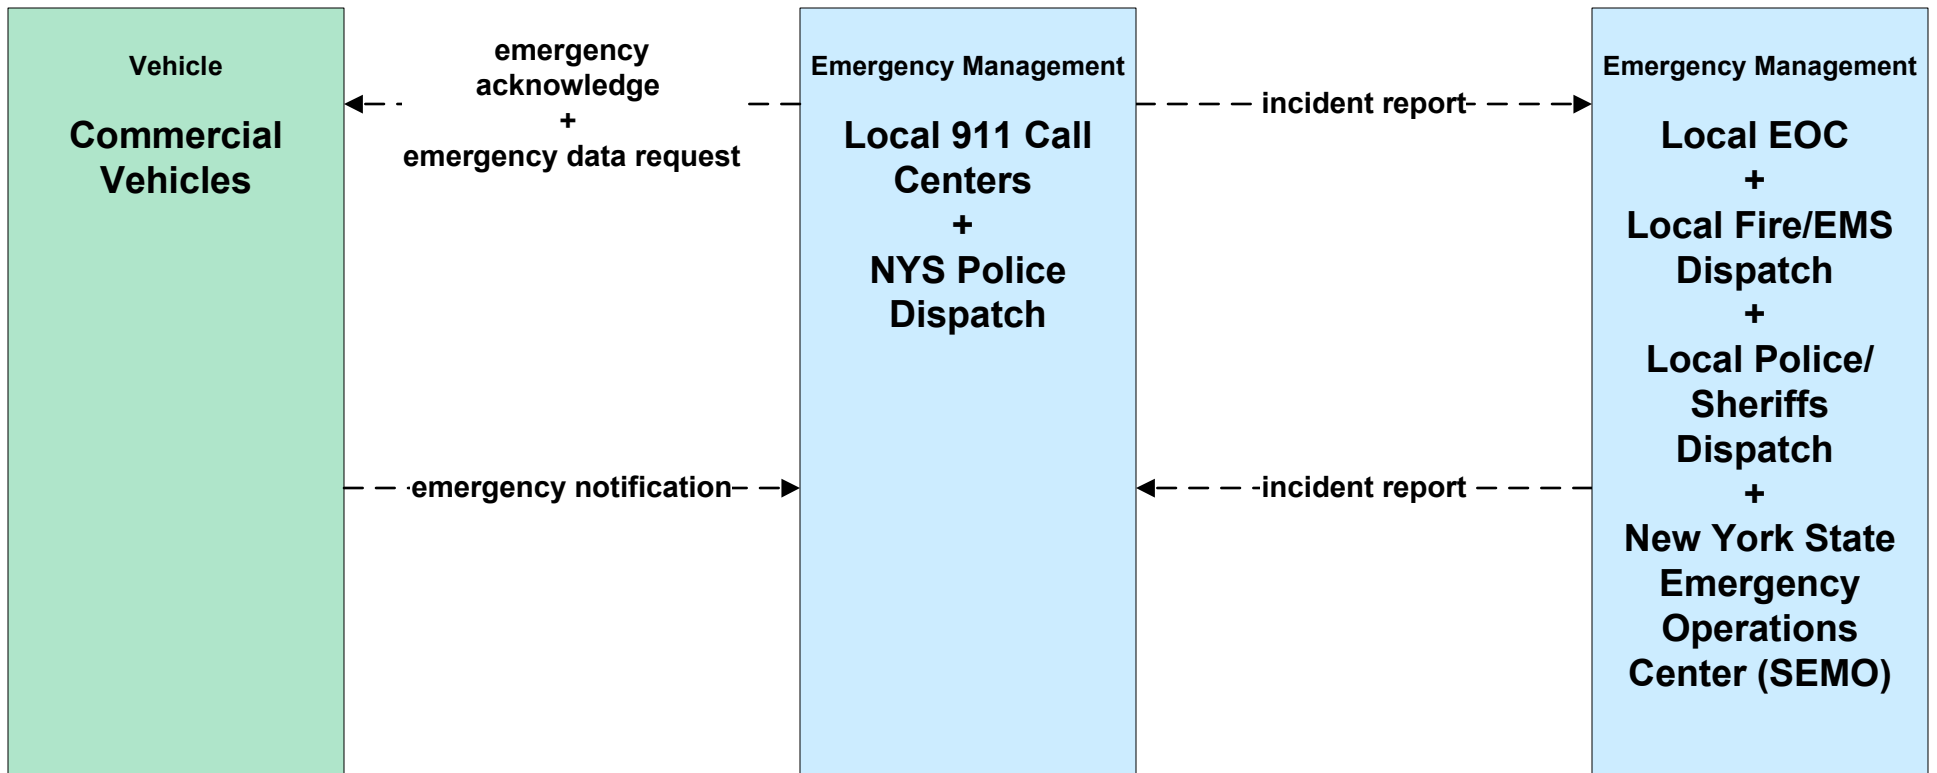 Vehicle
Commercial
Vehicles
emergency
acknowledge
+
emergency data request
emergency notification
Emergency Management
Local 911 Call
Centers
+
NYS Police
Dispatch
incident report
incident report
Emergency Management
Local EOC
+
Local Fire/EMS
Dispatch
+
Local Police/
Sheriffs
Dispatch
+
New York State
Emergency
Operations
Center (SEMO)